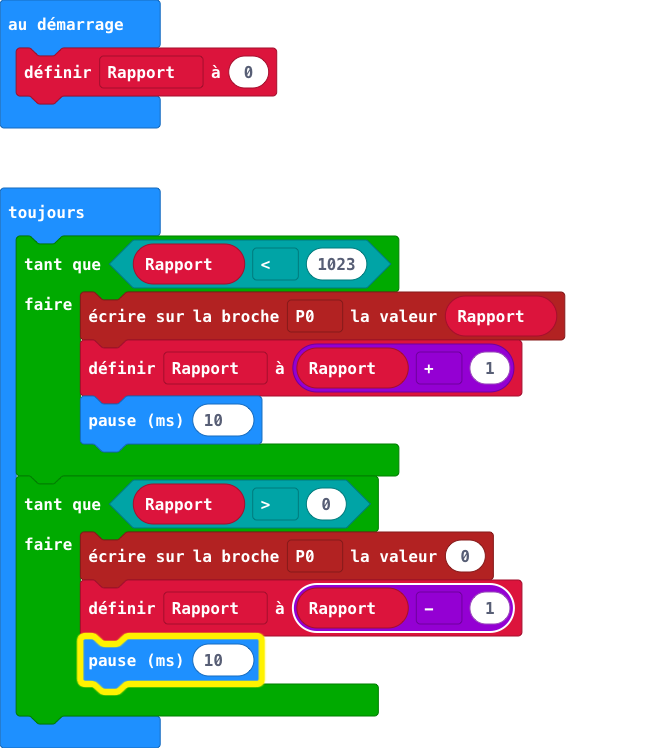 au démarrage
définir Rapport à 0
toujours
tant que Rapport < 1023
faire
écrire sur la broche P0 la valeur Rapport
définir Rapport à Rapport + 1
pause (ms) 10
tant que Rapport > 0
faire
écrire sur la broche P0 la valeur 0
définir Rapport à Rapport - 1
pause (ms) 10